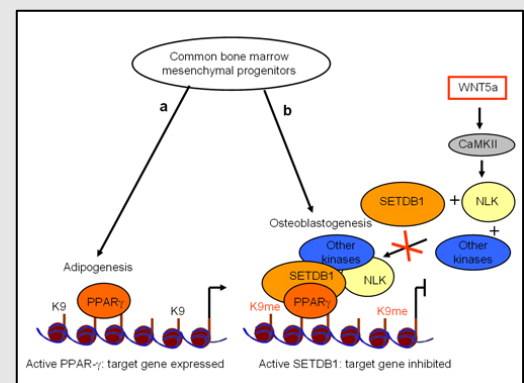 Common bone marrow
mesenchymal progenitors
a
b
WNT5a
CaMKII
SETDB1
+
NLK
+
Other
kinases
Osteoblastogenesis
Other
kinases
SETDB1
NLK
PPARγ
K9me
K9me
Adipogenesis
PPARγ
K9
K9
Active PPAR-γ: target gene expressed
Active SETDB1: target gene inhibited